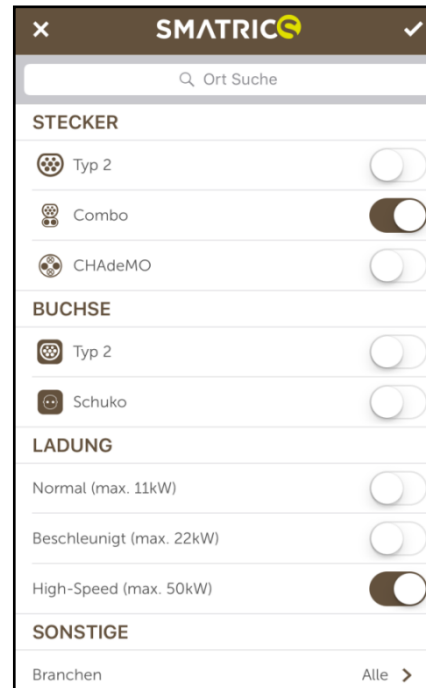 SMATRICS
Ort Suche
STECKER
Typ 2
Combo
CHAdeMO
BUCHSE
Typ 2
Schuko
LADUNG
Normal (max. 11kW)
Beschleunigt (max. 22kW)
High-Speed (max. 50kW)
SONSTIGE
Branchen Alle